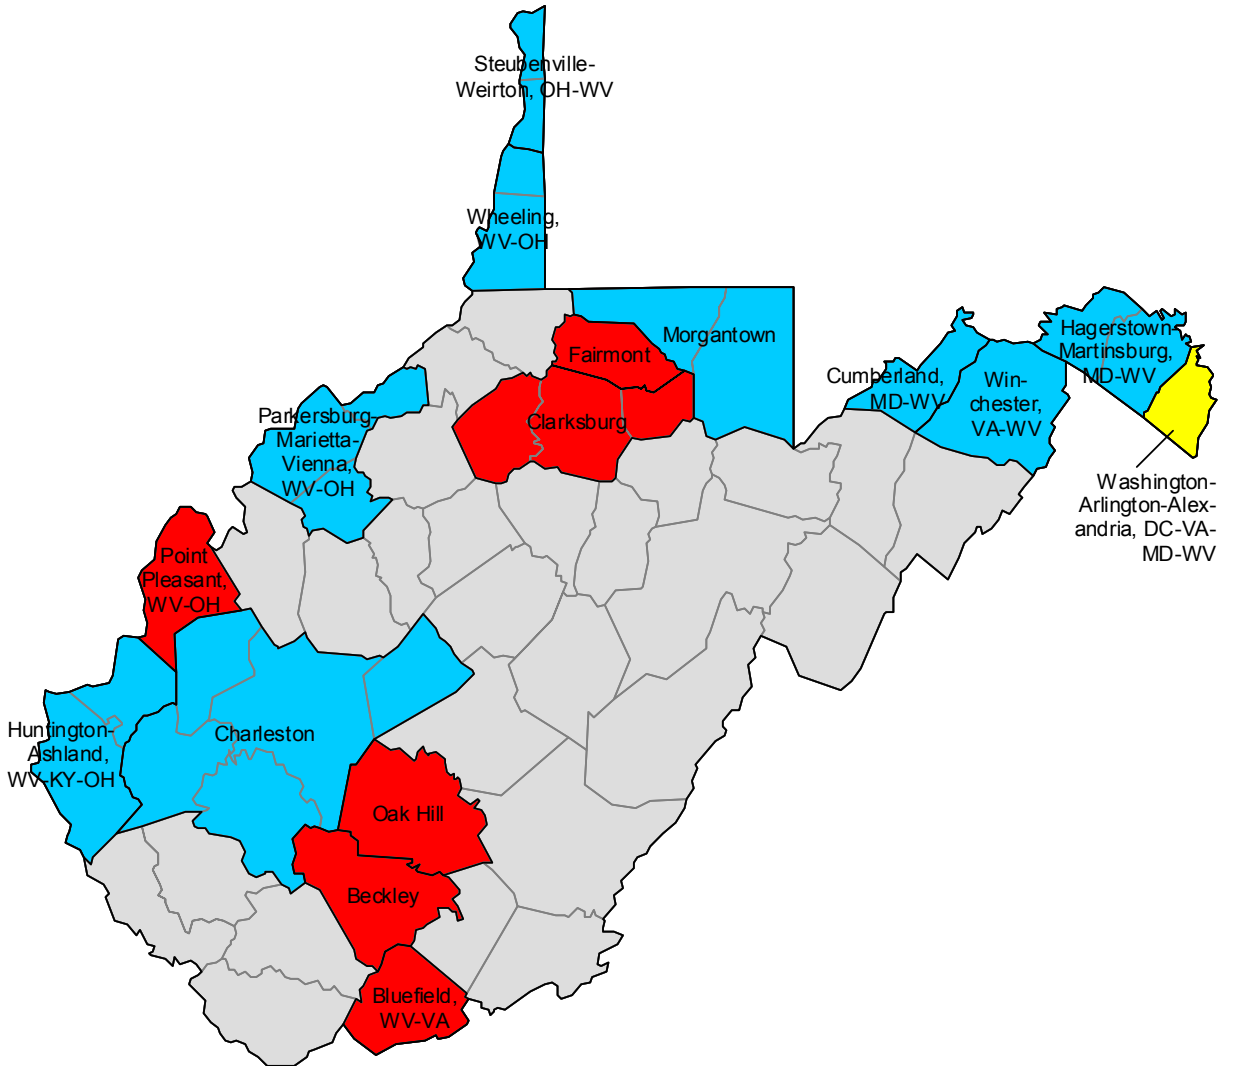 Steubenville-
Weirton, OH-WV
Wheeling,
WV-OH
Morgantown
Fairmont
Clarksburg
Parkersburg-
Marietta-
Vienna,
WV-OH
Cumberland,
MD-WV
Win-
chester,
VA-WV
Hagerstown-
Martinsburg,
MD-WV
Washington-
Arlington-Alex-
andria, DC-VA-
MD-WV
Point
Pleasant,
WV-OH
Huntington-
Ashland,
WV-KY-OH
Charleston
Oak Hill
Beckley
Bluefield,
WV-VA